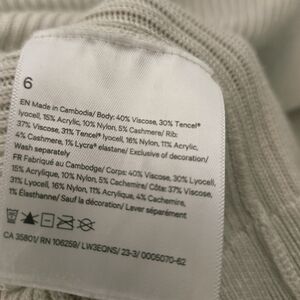 6
EN Made in Cambodia/ Body: 40% Viscose, 30% Tencel®
lyocell, 15% Acrylic, 10% Nylon, 5% Cashmere/ Rib:
37% Viscose, 31% Tencel® lyocell, 16% Nylon, 11% Acrylic,
4% Cashmere, 1% Lycra® elastane/ Exclusive of decoration/
Wash separately
FR Fabriqué au Cambodge/ Corps: 40% Viscose, 30% Lyocell,
15% Acrylique, 10% Nylon, 5% Cachemire/ Côte: 37% Viscose,
31% Lyocell, 16% Nylon, 11% Acrylique, 4% Cachemire,
1% Élasthanne/ Sauf la décoration/ Laver séparément
CA 35801/ RN 106259/ LW3EQNS/ 23-3/ 0005070-62